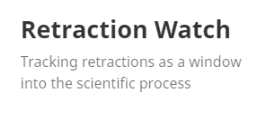 Retraction Watch
Tracking retractions as a window
into the scientific process